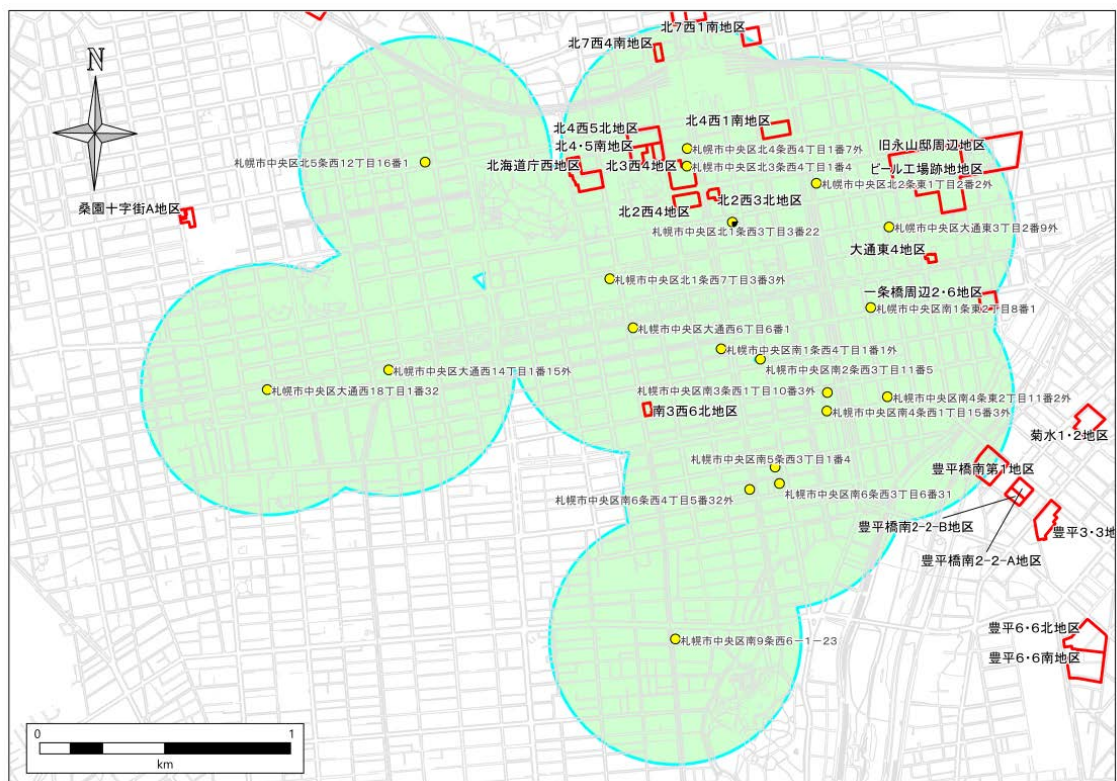 北7西1南地区
北7西4南地区
N
北4西1南地区
北4西5北地区
北4・5南地区
札幌市中央区北4条西4丁目1番7外
旧永山邸周辺地区
札幌市中央区北5条西12丁目16番1
北海道庁西地区
北3西4地区
札幌市中央区北3条西4丁目1番4
ビール工場跡地地区
札幌市中央区北2条東1丁目2番2外
北2西3北地区
桑園十字街A地区
北2西4地区
札幌市中央区北1条西3丁目3番22
札幌市中央区大通東3丁目2番9外
大通東4地区
札幌市中央区北1条西7丁目3番3外
一条橋周辺2・6地区
札幌市中央区南1条東2丁目8番1
札幌市中央区大通西6丁目6番1
札幌市中央区南1条西4丁目1番1外
札幌市中央区南2条西3丁目11番5
札幌市中央区大通西14丁目1番15外
札幌市中央区大通西18丁目1番32
札幌市中央区南3条西1丁目10番3外
札幌市中央区南4条東2丁目11番2外
南3西6北地区
札幌市中央区南4条西1丁目15番3外
菊水1・2地区
札幌市中央区南5条西3丁目1番4
豊平橋南第1地区
札幌市中央区南6条西4丁目5番32外
札幌市中央区南6条西3丁目6番31
豊平橋南2-2-B地区
豊平3・3地
豊平橋南2-2-A地区
豊平6・6北地区
札幌市中央区南9条西6-1-23
豊平6・6南地区
0
1
km